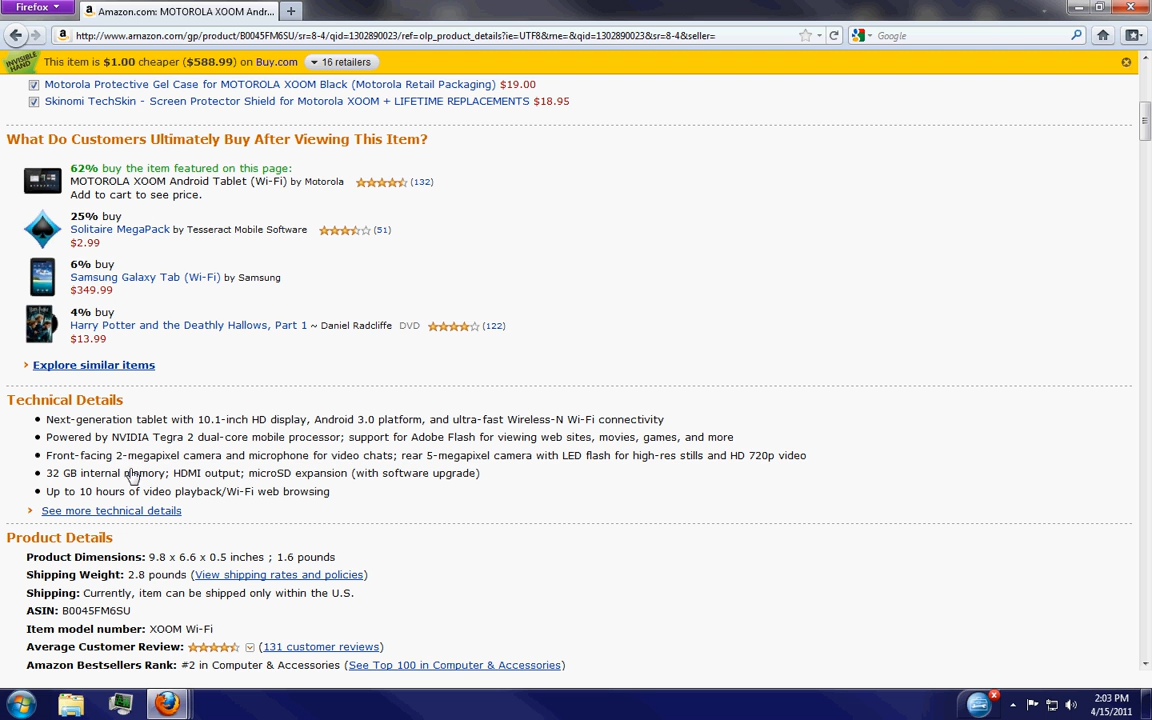 Firefox
Amazon.com: MOTOROLA XOOM Andr...
http://www.amazon.com/gp/product/B0045FM6SU/sr=8-4/qid=1302890023/ref=olp_product_details?ie=UTF8&me=&qid=1302890023&sr=8-4&seller=
Google
INVISIBLE HAND
This item is $1.00 cheaper ($588.99) on Buy.com
16 retailers
Motorola Protective Gel Case for MOTOROLA XOOM Black (Motorola Retail Packaging) $19.00
Skinomi TechSkin - Screen Protector Shield for Motorola XOOM + LIFETIME REPLACEMENTS $18.95
What Do Customers Ultimately Buy After Viewing This Item?
62% buy the item featured on this page:
MOTOROLA XOOM Android Tablet (Wi-Fi) by Motorola (132)
Add to cart to see price.
25% buy
Solitaire MegaPack by Tesseract Mobile Software (51)
$2.99
6% buy
Samsung Galaxy Tab (Wi-Fi) by Samsung
$349.99
4% buy
Harry Potter and the Deathly Hallows, Part 1 ~ Daniel Radcliffe DVD (122)
$13.99
Explore similar items
Technical Details
Next-generation tablet with 10.1-inch HD display, Android 3.0 platform, and ultra-fast Wireless-N Wi-Fi connectivity
Powered by NVIDIA Tegra 2 dual-core mobile processor; support for Adobe Flash for viewing web sites, movies, games, and more
Front-facing 2-megapixel camera and microphone for video chats; rear 5-megapixel camera with LED flash for high-res stills and HD 720p video
32 GB internal memory; HDMI output; microSD expansion (with software upgrade)
Up to 10 hours of video playback/Wi-Fi web browsing
See more technical details
Product Details
Product Dimensions: 9.8 x 6.6 x 0.5 inches ; 1.6 pounds
Shipping Weight: 2.8 pounds (View shipping rates and policies)
Shipping: Currently, item can be shipped only within the U.S.
ASIN: B0045FM6SU
Item model number: XOOM Wi-Fi
Average Customer Review: (131 customer reviews)
Amazon Bestsellers Rank: #2 in Computer & Accessories (See Top 100 in Computer & Accessories)
2:03 PM
4/15/2011